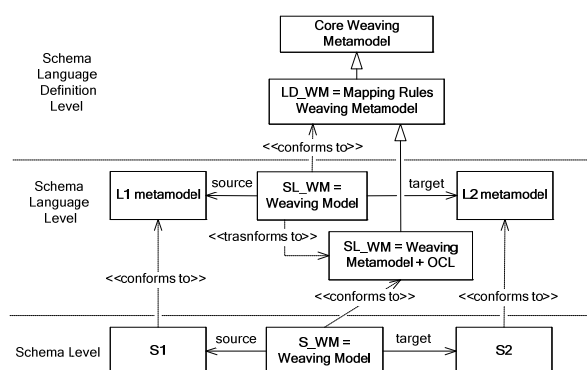 Core Weaving
Metamodel
Schema
Language
Definition
Level
LD_WM = Mapping Rules
Weaving Metamodel
<<conforms to>>
Schema
Language
Level
L1 metamodel
source
SL_WM =
Weaving Model
target
L2 metamodel
<<trasnforms to>>
SL_WM = Weaving
Metamodel + OCL
<<conforms to>>
<<conforms to>>
<<conforms to>>
Schema Level
S1
source
S_WM =
Weaving Model
target
S2